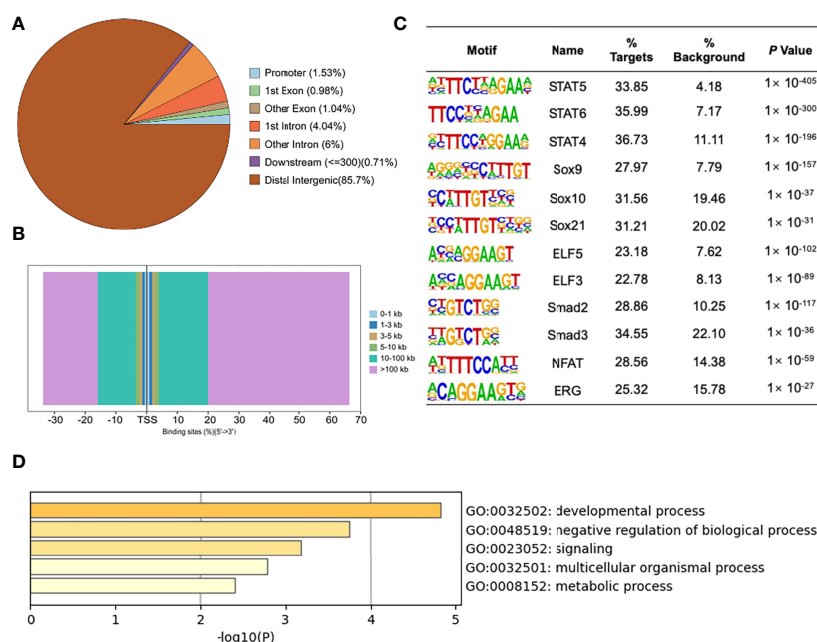 A
Promoter (1.53%)
1st Exon (0.98%)
Other Exon (1.04%)
1st Intron (4.04%)
Other Intron (6%)
Downstream (<=300)(0.71%)
Distal Intergenic(85.7%)
B
0-1 kb
1-3 kb
3-5 kb
5-10 kb
10-100 kb
>100 kb
-30 -20 -10 TSS 10 20 30 40 50 60 70
Binding sites (%)(5'->3')
C
Motif Name % Targets % Background P Value
STAT5 33.85 4.18 1× 10-405
TTCC AGAA STAT6 35.99 7.17 1× 10-300
STAT4 36.73 11.11 1× 10-196
Sox9 27.97 7.79 1× 10-157
Sox10 31.56 19.46 1× 10-37
Sox21 31.21 20.02 1× 10-31
ELF5 23.18 7.62 1× 10-102
ELF3 22.78 8.13 1× 10-89
Smad2 28.86 10.25 1× 10-117
Smad3 34.55 22.10 1× 10-36
NFAT 28.56 14.38 1× 10-59
ERG 25.32 15.78 1× 10-27
D
GO:0032502: developmental process
GO:0048519: negative regulation of biological process
GO:0023052: signaling
GO:0032501: multicellular organismal process
GO:0008152: metabolic process
0 1 2 3 4 5
-log10(P)